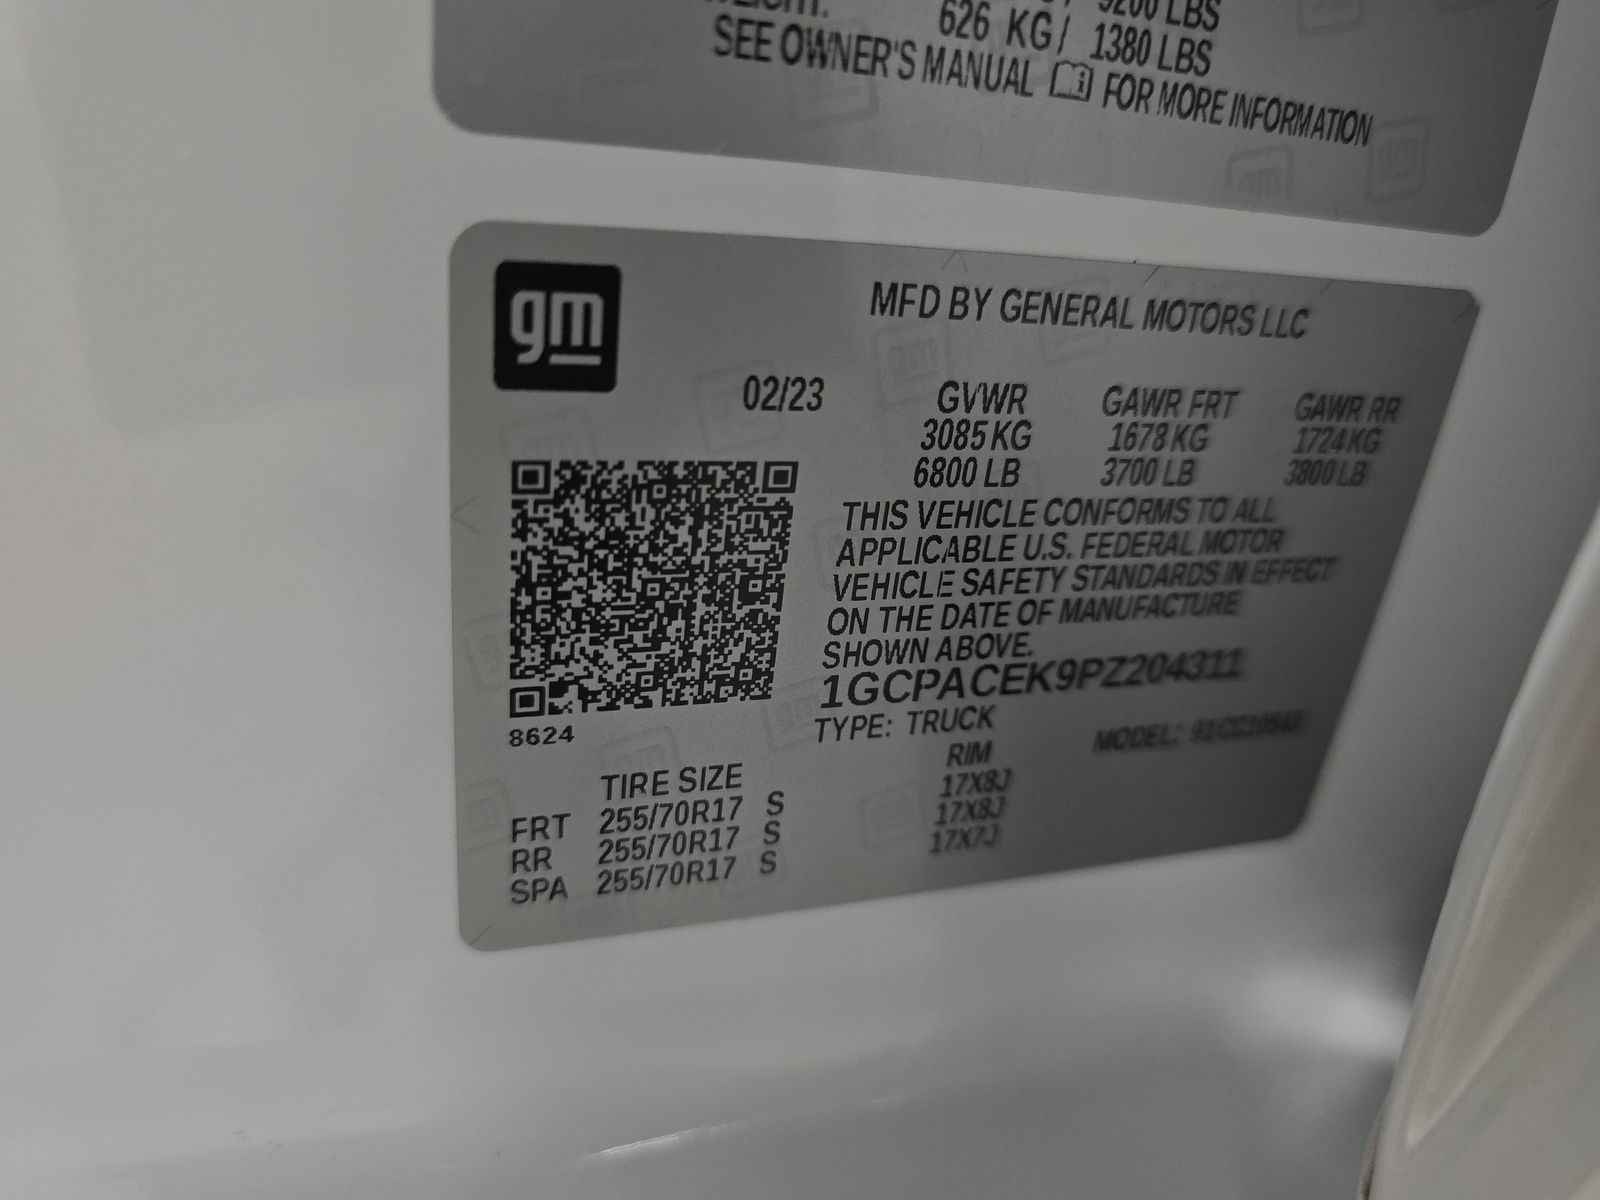 9200 LBS
626 KG / 1380 LBS
SEE OWNER'S MANUAL FOR MORE INFORMATION
gm
MFD BY GENERAL MOTORS LLC
02/23 GVWR GAWR FRT GAWR RR
3085 KG 1678 KG 1724 KG
6800 LB 3700 LB 3800 LB
THIS VEHICLE CONFORMS TO ALL
APPLICABLE U.S. FEDERAL MOTOR
VEHICLE SAFETY STANDARDS IN EFFECT
ON THE DATE OF MANUFACTURE
SHOWN ABOVE.
1GCPACEK9PZ204311
8624
TYPE: TRUCK MODEL:
TIRE SIZE RIM
FRT 255/70R17 S 17X8J
RR 255/70R17 S 17X8J
SPA 255/70R17 S 17X7J